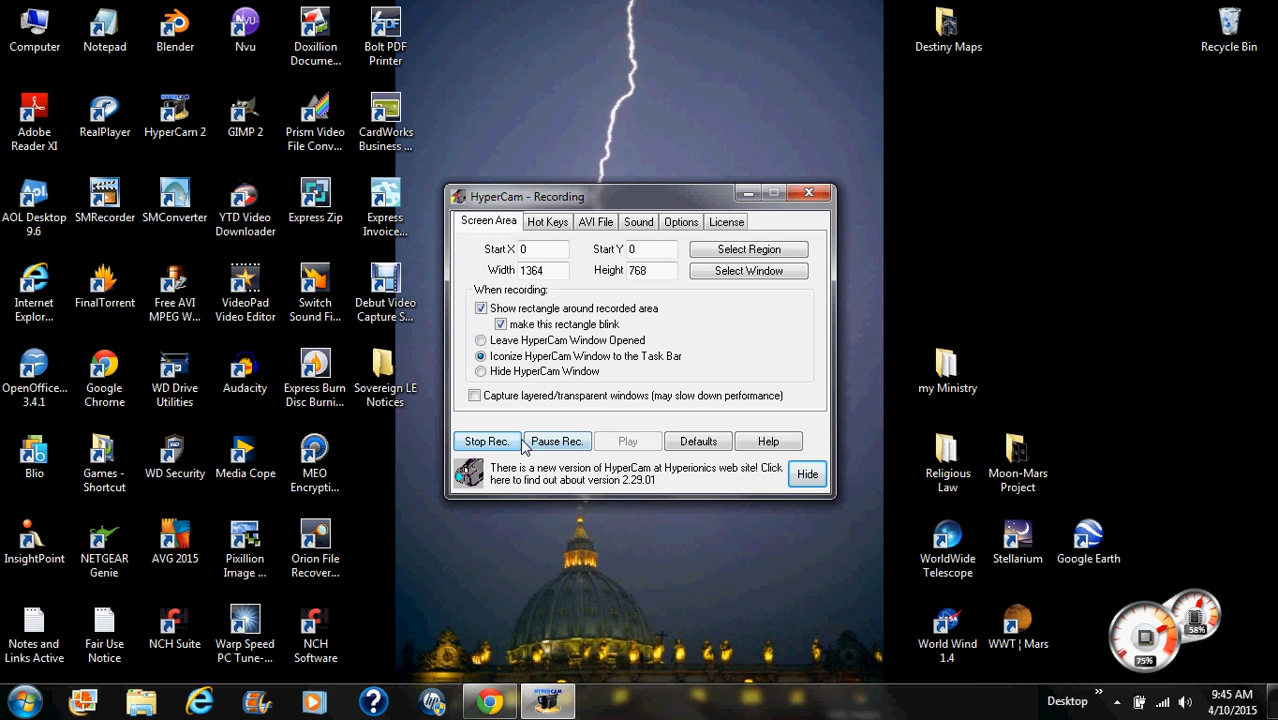 Computer
Notepad
Blender
Nvu
Doxillion
Docume...
Bolt PDF
Printer
Destiny Maps
Recycle Bin
Adobe
Reader XI
RealPlayer
HyperCam 2
GIMP 2
Prism Video
File Conv...
CardWorks
Business ...
AOL Desktop
9.6
SMRecorder
SMConverter
YTD Video
Downloader
Express Zip
Express
Invoice...
Internet
Explor...
FinalTorrent
Free AVI
MPEG W...
VideoPad
Video Editor
Switch
Sound Fi...
Debut Video
Capture S...
OpenOffice...
3.4.1
Google
Chrome
WD Drive
Utilities
Audacity
Express Burn
Disc Burni...
Sovereign LE
Notices
my Ministry
Blio
Games -
Shortcut
WD Security
Media Cope
MEO
Encrypti...
Religious
Law
Moon-Mars
Project
InsightPoint
NETGEAR
Genie
AVG 2015
Pixillion
Image ...
Orion File
Recover...
WorldWide
Telescope
Stellarium
Google Earth
Notes and
Links Active
Fair Use
Notice
NCH Suite
Warp Speed
PC Tune-...
NCH
Software
World Wind
1.4
WWT ¦ Mars
HyperCam - Recording
Screen Area
Hot Keys
AVI File
Sound
Options
License
Start X 0
Start Y 0
Select Region
Width 1364
Height 768
Select Window
When recording:
Show rectangle around recorded area
make this rectangle blink
Leave HyperCam Window Opened
Iconize HyperCam Window to the Task Bar
Hide HyperCam Window
Capture layered/transparent windows (may slow down performance)
Stop Rec.
Pause Rec.
Play
Defaults
Help
There is a new version of HyperCam at Hyperionics web site! Click
here to find out about version 2.29.01
Hide
58%
75%
HYPERCAM
Desktop
9:45 AM
4/10/2015